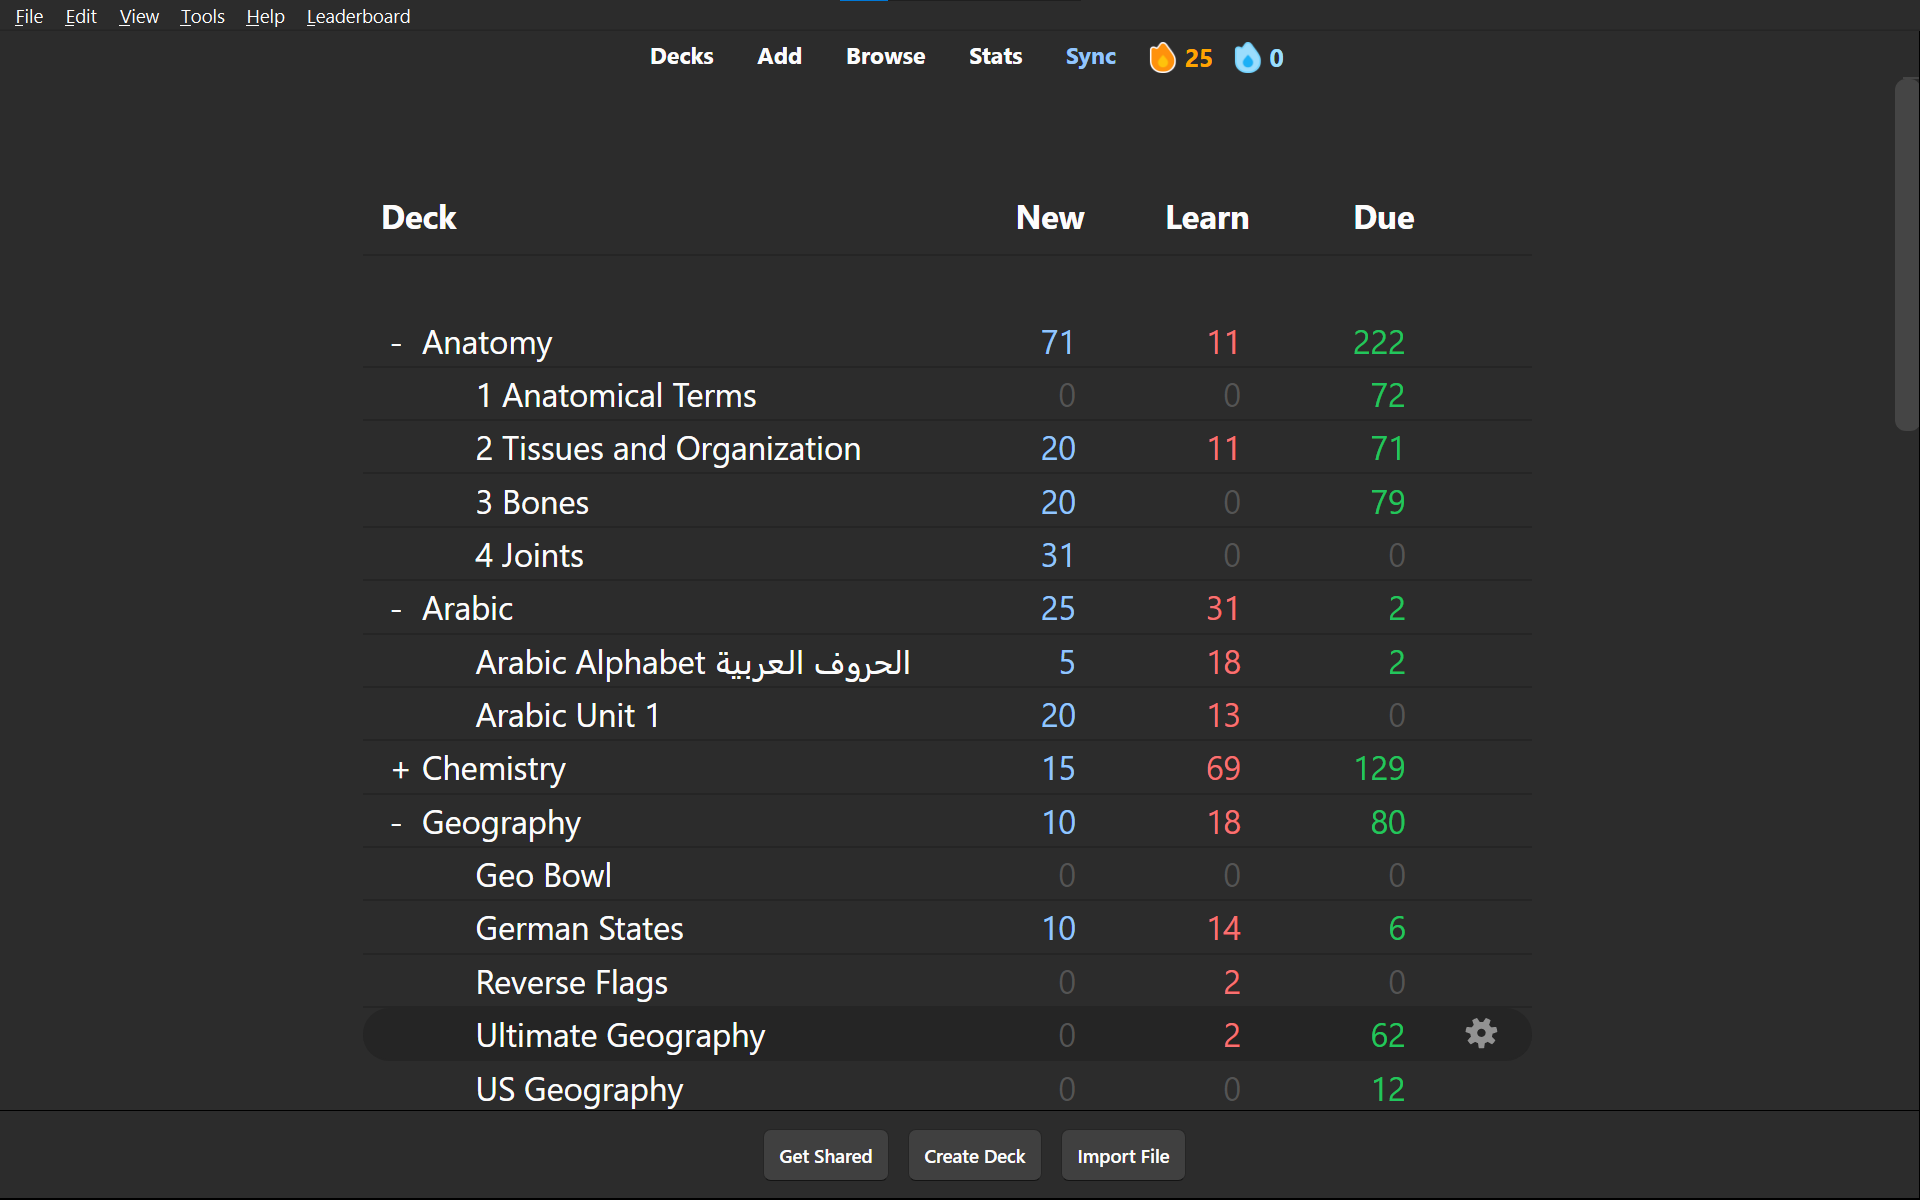 File Edit View Tools Help Leaderboard
Decks Add Browse Stats Sync 25 0
Deck New Learn Due
- Anatomy 71 11 222
1 Anatomical Terms 0 0 72
2 Tissues and Organization 20 11 71
3 Bones 20 0 79
4 Joints 31 0 0
- Arabic 25 31 2
Arabic Alphabet الحروف العربية 5 18 2
Arabic Unit 1 20 13 0
+ Chemistry 15 69 129
- Geography 10 18 80
Geo Bowl 0 0 0
German States 10 14 6
Reverse Flags 0 2 0
Ultimate Geography 0 2 62
US Geography 0 0 12
Get Shared Create Deck Import File